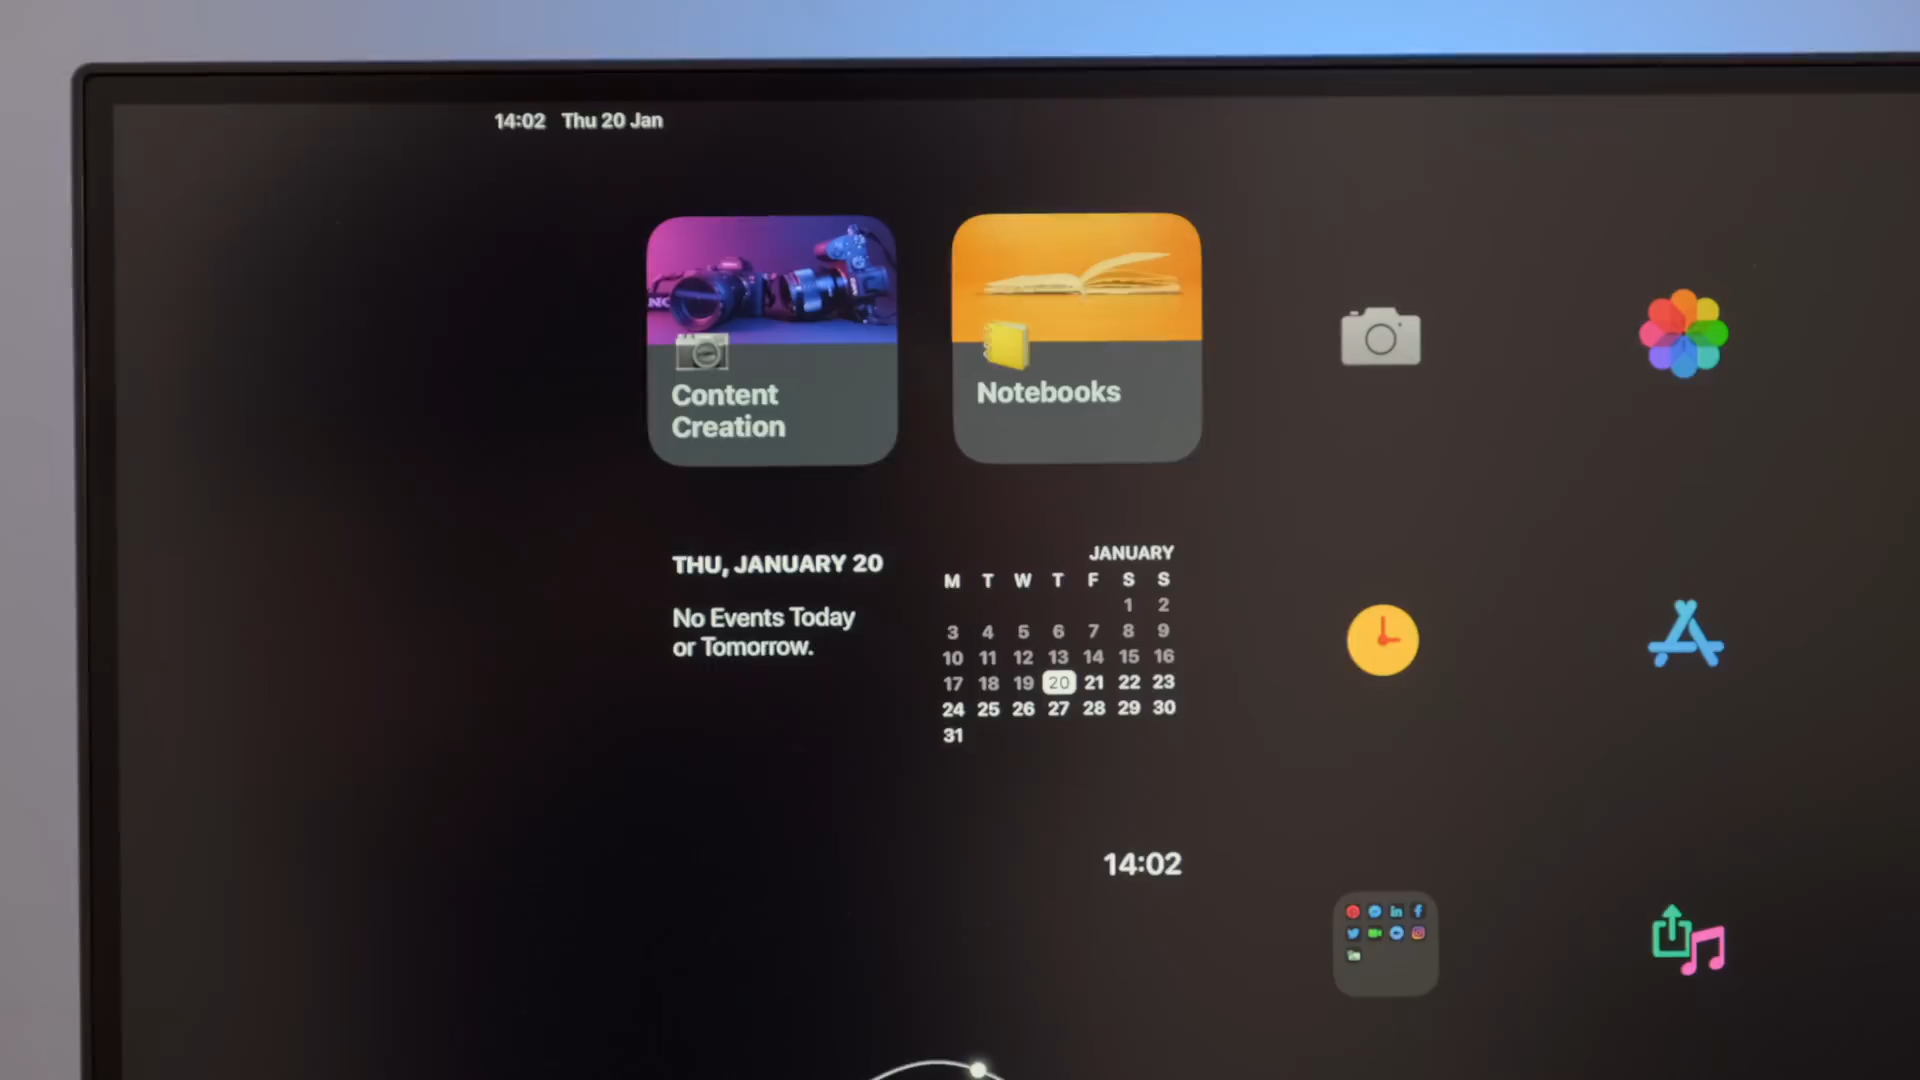 14:02 Thu 20 Jan
Content
Creation
Notebooks
THU, JANUARY 20
No Events Today
or Tomorrow.
JANUARY
M T W T F S S
1 2
3 4 5 6 7 8 9
10 11 12 13 14 15 16
17 18 19 20 21 22 23
24 25 26 27 28 29 30
31
14:02